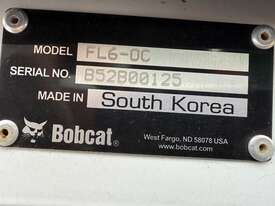 MODEL FL6-OC
SERIAL NO. B52B00125
MADE IN South Korea
Bobcat
West Fargo, ND 58078 USA
www.bobcat.com